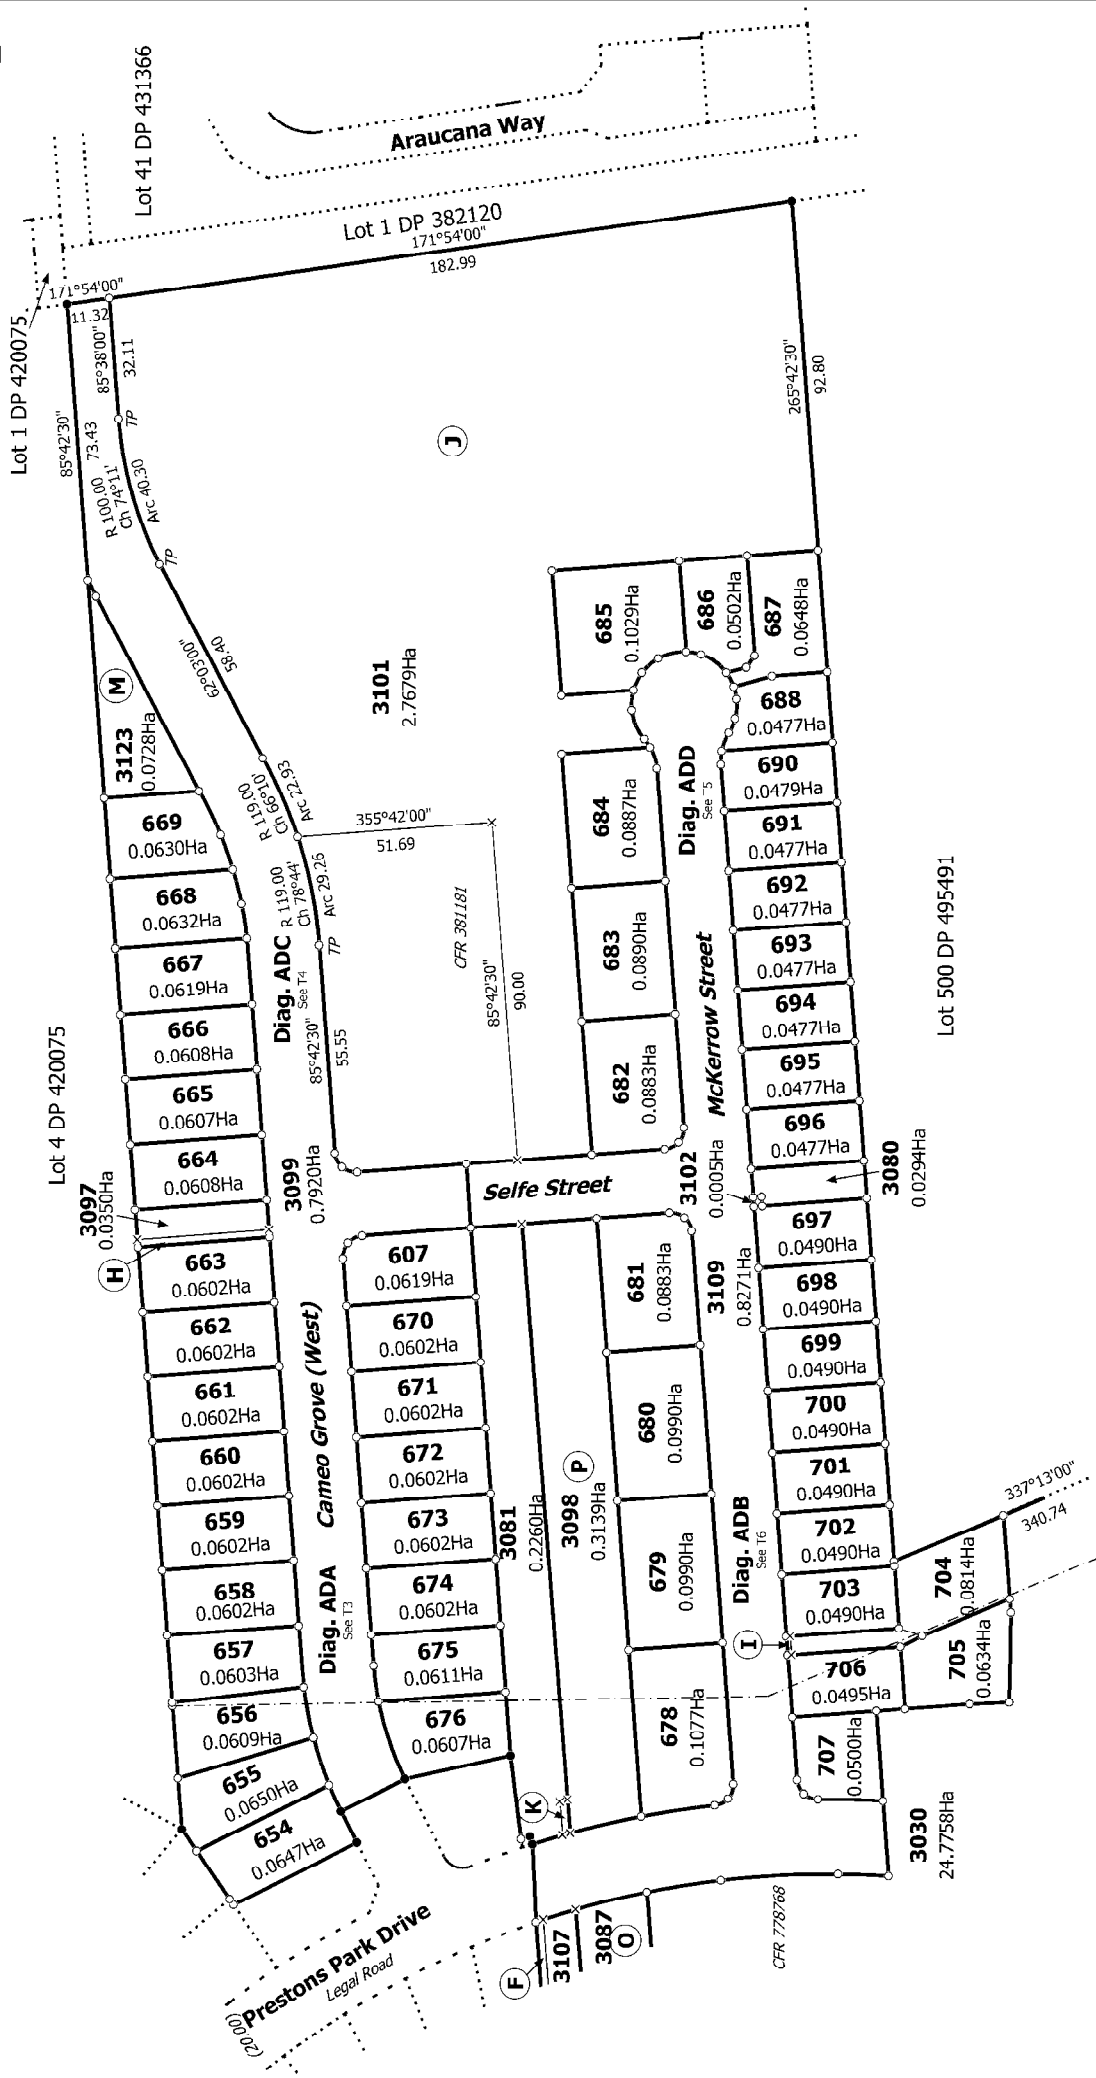 Lot 41 DP 431366
Araucana Way
Lot 1 DP 382120
171°54'00"
182.99
171°54'00"
11.32
Lot 1 DP 420075
85°38'00"
32.11
85°42'30"
73.43
TP
R 100.00
Ch 74°11'
Arc 40.30
TP
J
265°42'30"
92.80
62°03'00"
58.40
3101
2.7679Ha
M
3123
0.0728Ha
R 119.00
Ch 66°10'
Arc 22.93
355°42'00"
51.69
R 119.00
Ch 78°44'
Arc 29.26
TP
CFR 381181
85°42'30"
90.00
85°42'30"
55.55
685
0.1029Ha
686
0.0502Ha
687
0.0648Ha
688
0.0477Ha
690
0.0479Ha
691
0.0477Ha
692
0.0477Ha
693
0.0477Ha
694
0.0477Ha
695
0.0477Ha
696
0.0477Ha
684
0.0887Ha
683
0.0890Ha
682
0.0883Ha
Diag. ADD
See T5
McKerrow Street
Lot 500 DP 495491
669
0.0630Ha
668
0.0632Ha
667
0.0619Ha
666
0.0608Ha
665
0.0607Ha
664
0.0608Ha
Diag. ADC
See T4
Lot 4 DP 420075
3097
0.0350Ha
H
3099
0.7920Ha
Selfe Street
3102
0.0005Ha
3080
0.0294Ha
663
0.0602Ha
662
0.0602Ha
661
0.0602Ha
660
0.0602Ha
659
0.0602Ha
658
0.0602Ha
657
0.0603Ha
656
0.0609Ha
655
0.0650Ha
654
0.0647Ha
Cameo Grove (West)
Diag. ADA
See T3
607
0.0619Ha
670
0.0602Ha
671
0.0602Ha
672
0.0602Ha
673
0.0602Ha
674
0.0602Ha
675
0.0611Ha
676
0.0607Ha
3081
0.2260Ha
3098
P
0.3139Ha
681
0.0883Ha
680
0.0990Ha
679
0.0990Ha
678
0.1077Ha
3109
0.8271Ha
Diag. ADB
See T6
I
697
0.0490Ha
698
0.0490Ha
699
0.0490Ha
700
0.0490Ha
701
0.0490Ha
702
0.0490Ha
703
0.0490Ha
706
0.0495Ha
707
0.0500Ha
704
0.0814Ha
705
0.0634Ha
337°13'00"
340.74
K
3030
24.7758Ha
CFR 778768
F
3107
3087
O
Prestons Park Drive
Legal Road
(20.00)